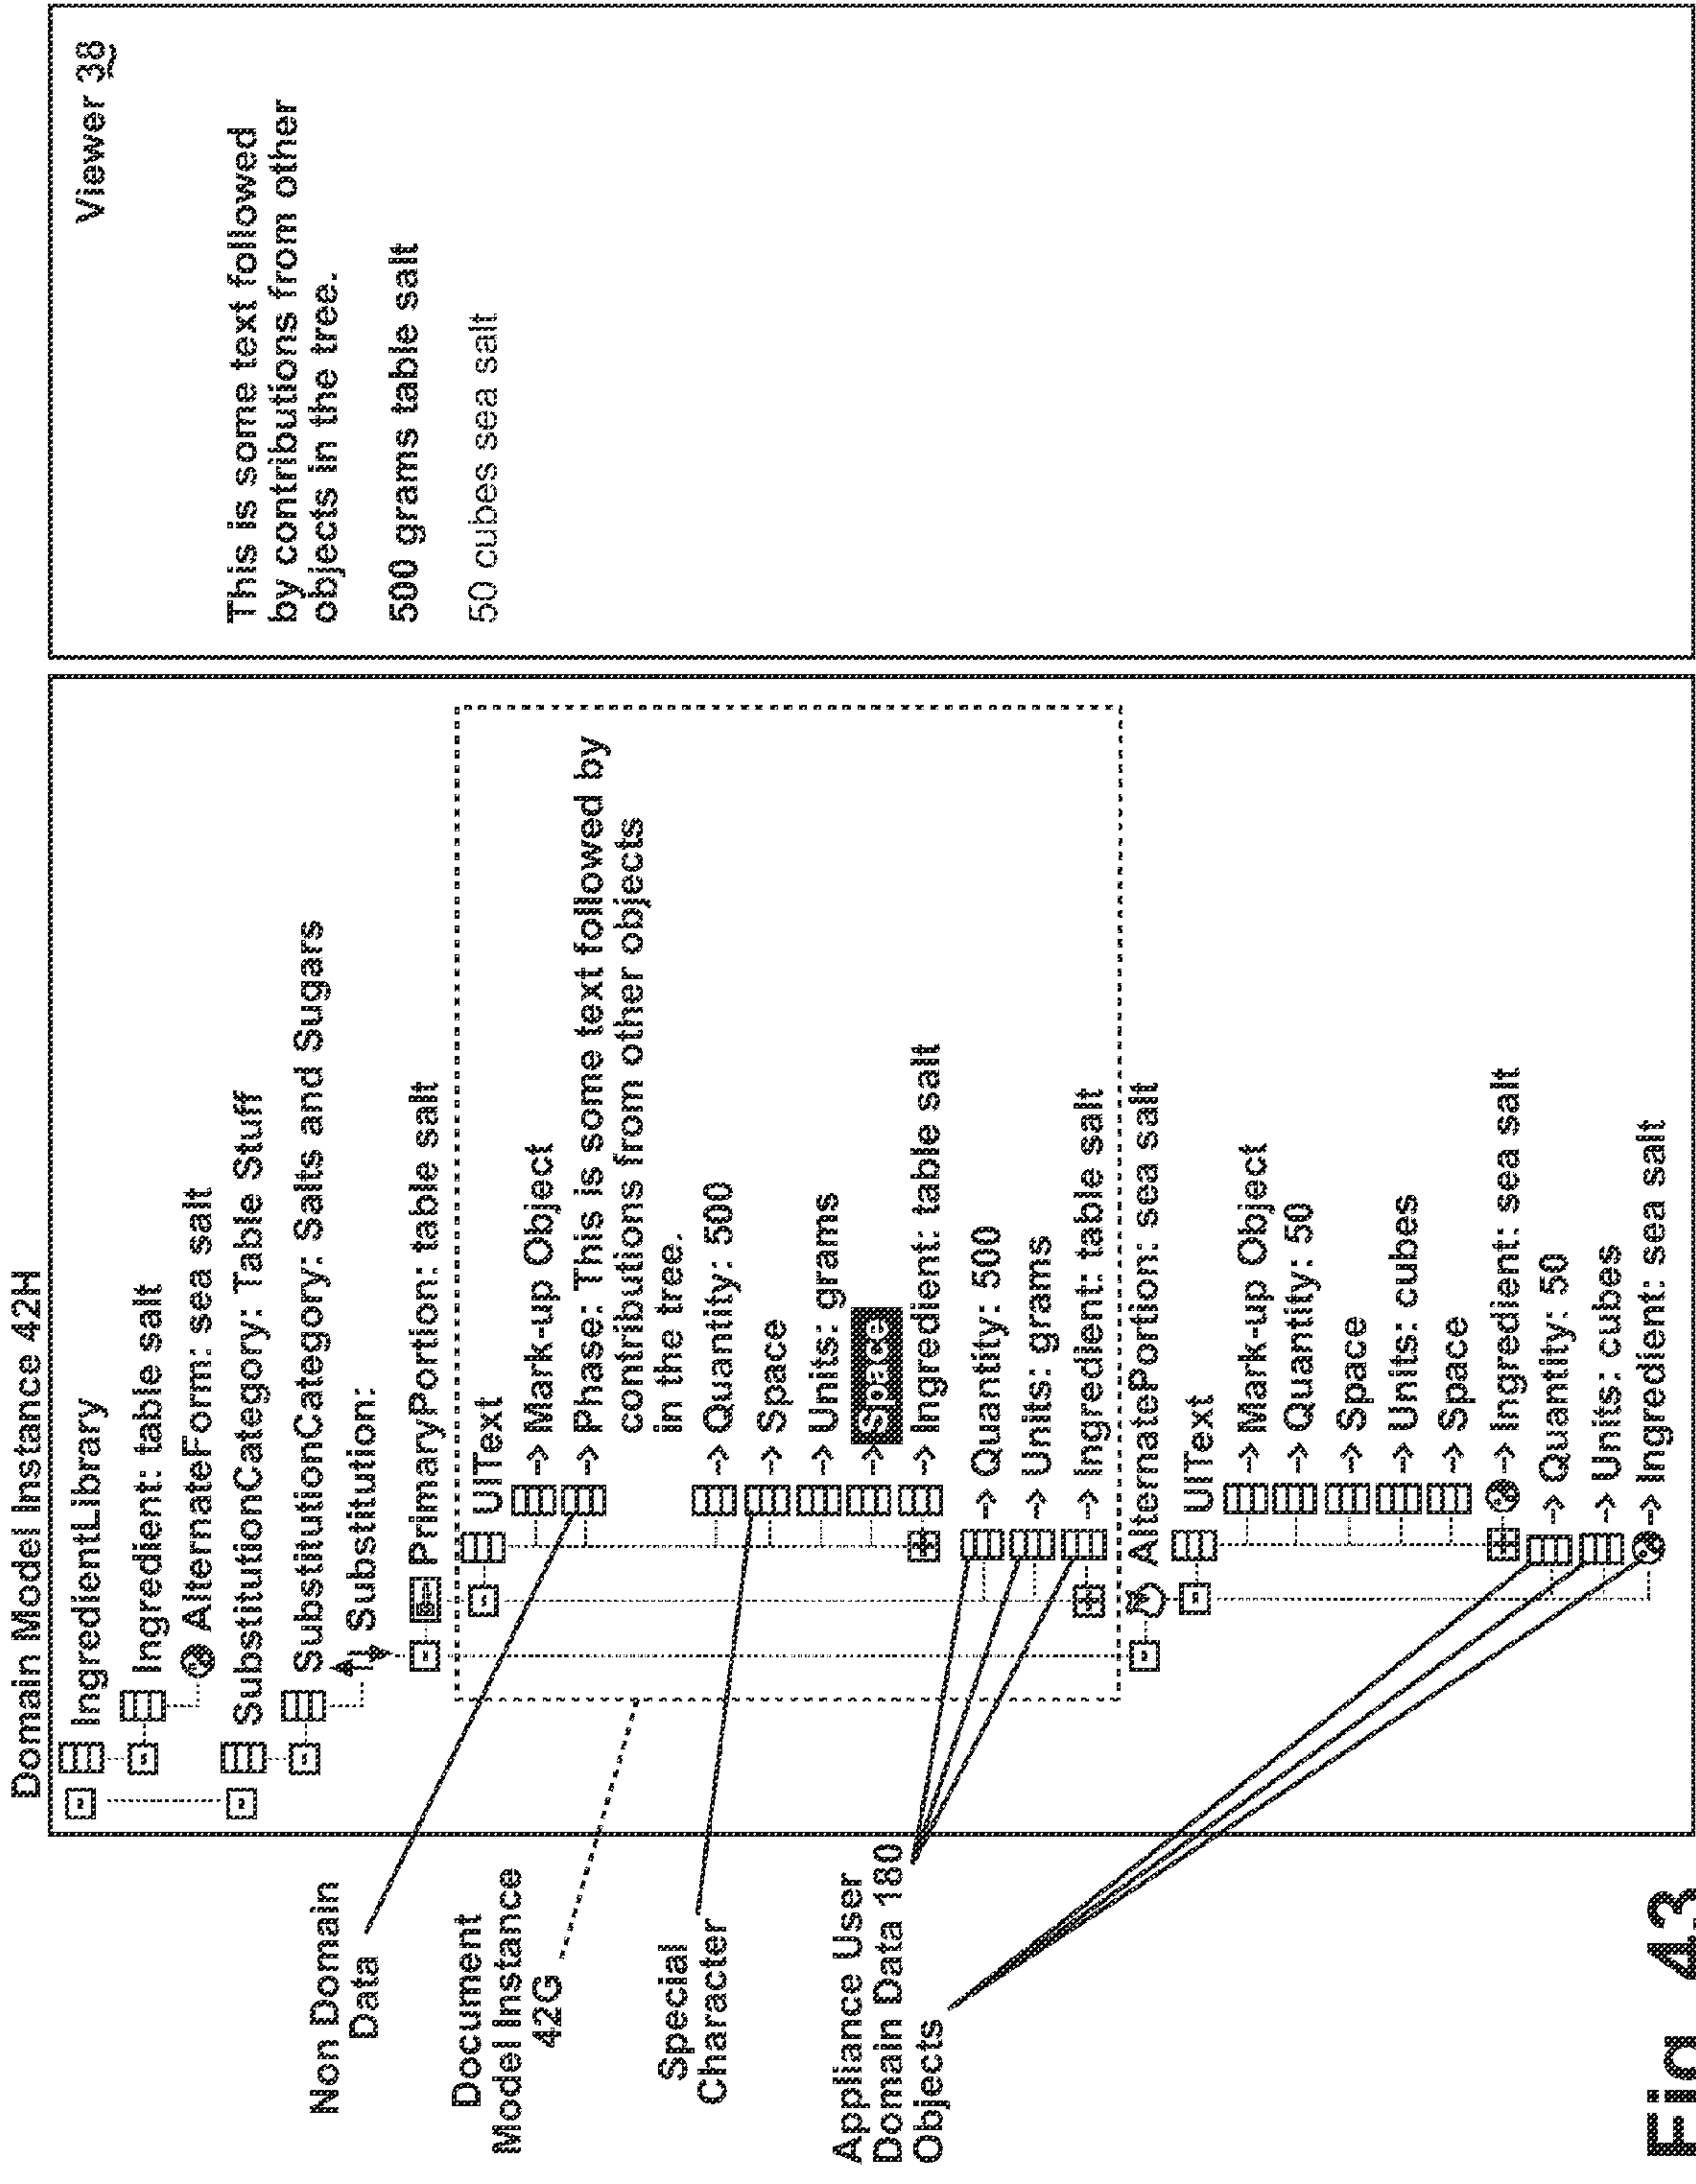 Domain Model Instance 42H
IngredientLibrary
Ingredient: table salt
AlternateForm: sea salt
SubstitutionCategory: Table Stuff
SubstitutionCategory: Salts and Sugars
Substitution:
PrimaryPortion: table salt
UIText
Mark-up Object
Phase: This is some text followed by
contributions from other objects
in the tree.
Quantity: 500
Space
Units: grams
Space
Ingredient: table salt
Quantity: 500
Units: grams
Ingredient: table salt
AlternatePortion: sea salt
UIText
Mark-up Object
Quantity: 50
Space
Units: cubes
Space
Ingredient: sea salt
Quantity: 50
Units: cubes
Ingredient: sea salt
Viewer 38
This is some text followed
by contributions from other
objects in the tree.
500 grams table salt
50 cubes sea salt
Non Domain
Data
Document
Model Instance
42G
Special
Character
Appliance User
Domain Data 180
Objects
Fig 43